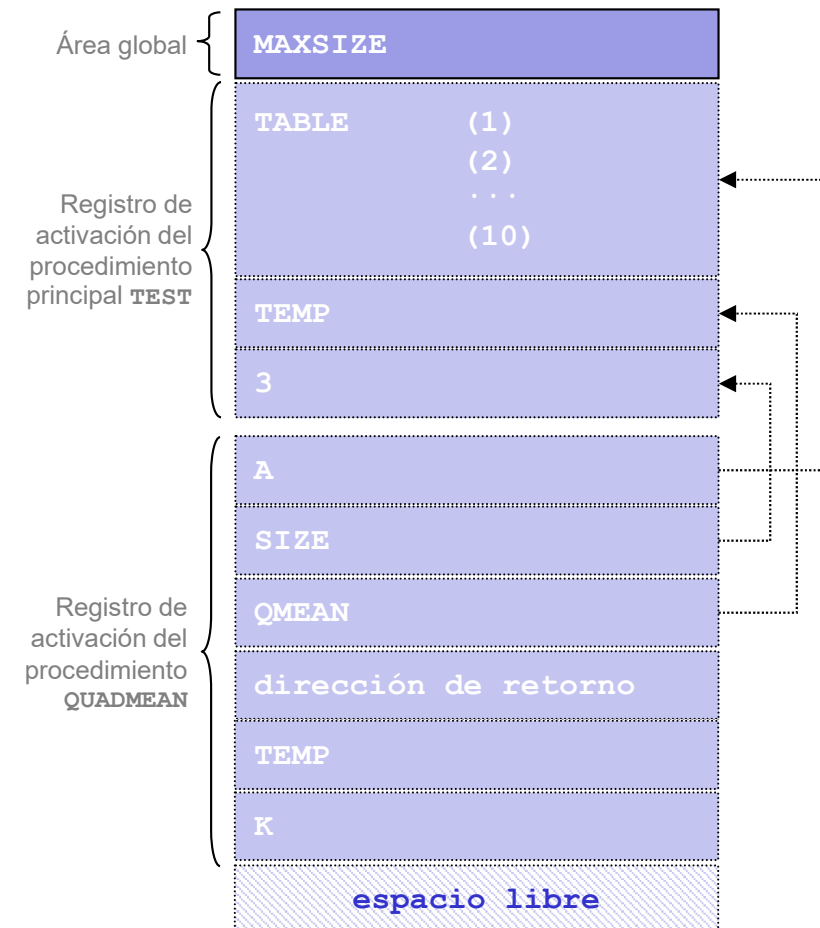 Área global
MAXSIZE
TABLE (1)
(2)
...
(10)
Registro de
activación del
procedimiento
principal TEST
TEMP
3
A
SIZE
QMEAN
Registro de
activación del
procedimiento
QUADMEAN
dirección de retorno
TEMP
K
espacio libre